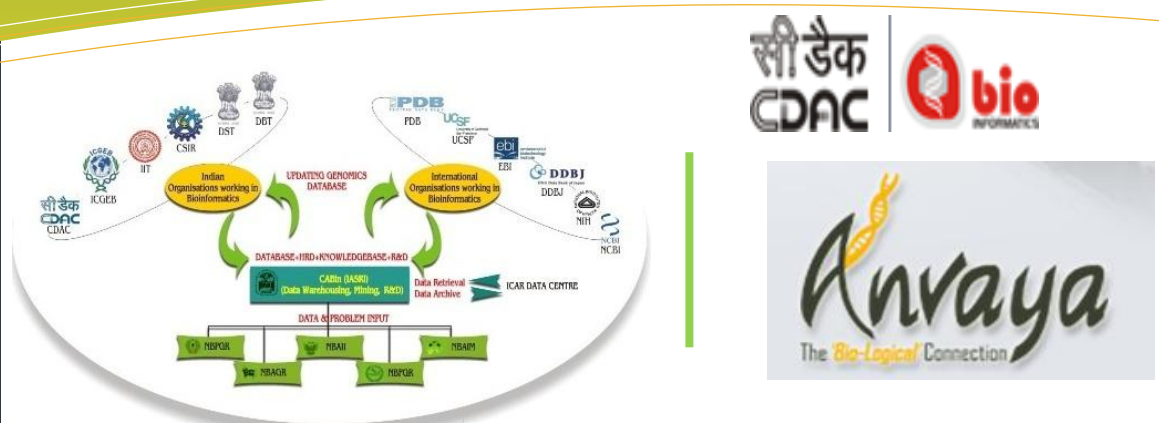 DBT
DST
CSIR
IIT
ICGEB
सी डैक
CDAC
CDAC
Indian
Organisations working in
Bioinformatics
UPDATING GENOMICS
DATABASE
PDB
PDB
UCSF
UCSF
ebi
EBI
DDBJ
DDBJ
NIH
NCBI
NCBI
International
Organisations working in
Bioinformatics
DATABASE+HRD+KNOWLEDGEBASE+R&D
CABin (IASRI)
(Data Warehousing, Mining, R&D)
Data Retrieval
Data Archive
ICAR DATA CENTRE
DATA & PROBLEM INPUT
NBPGR
NBAII
NBAIM
NBAGR
NBFGR
सी डैक
CDAC
bio
INFORMATICS
Anvaya
The 'Bio-Logical' Connection